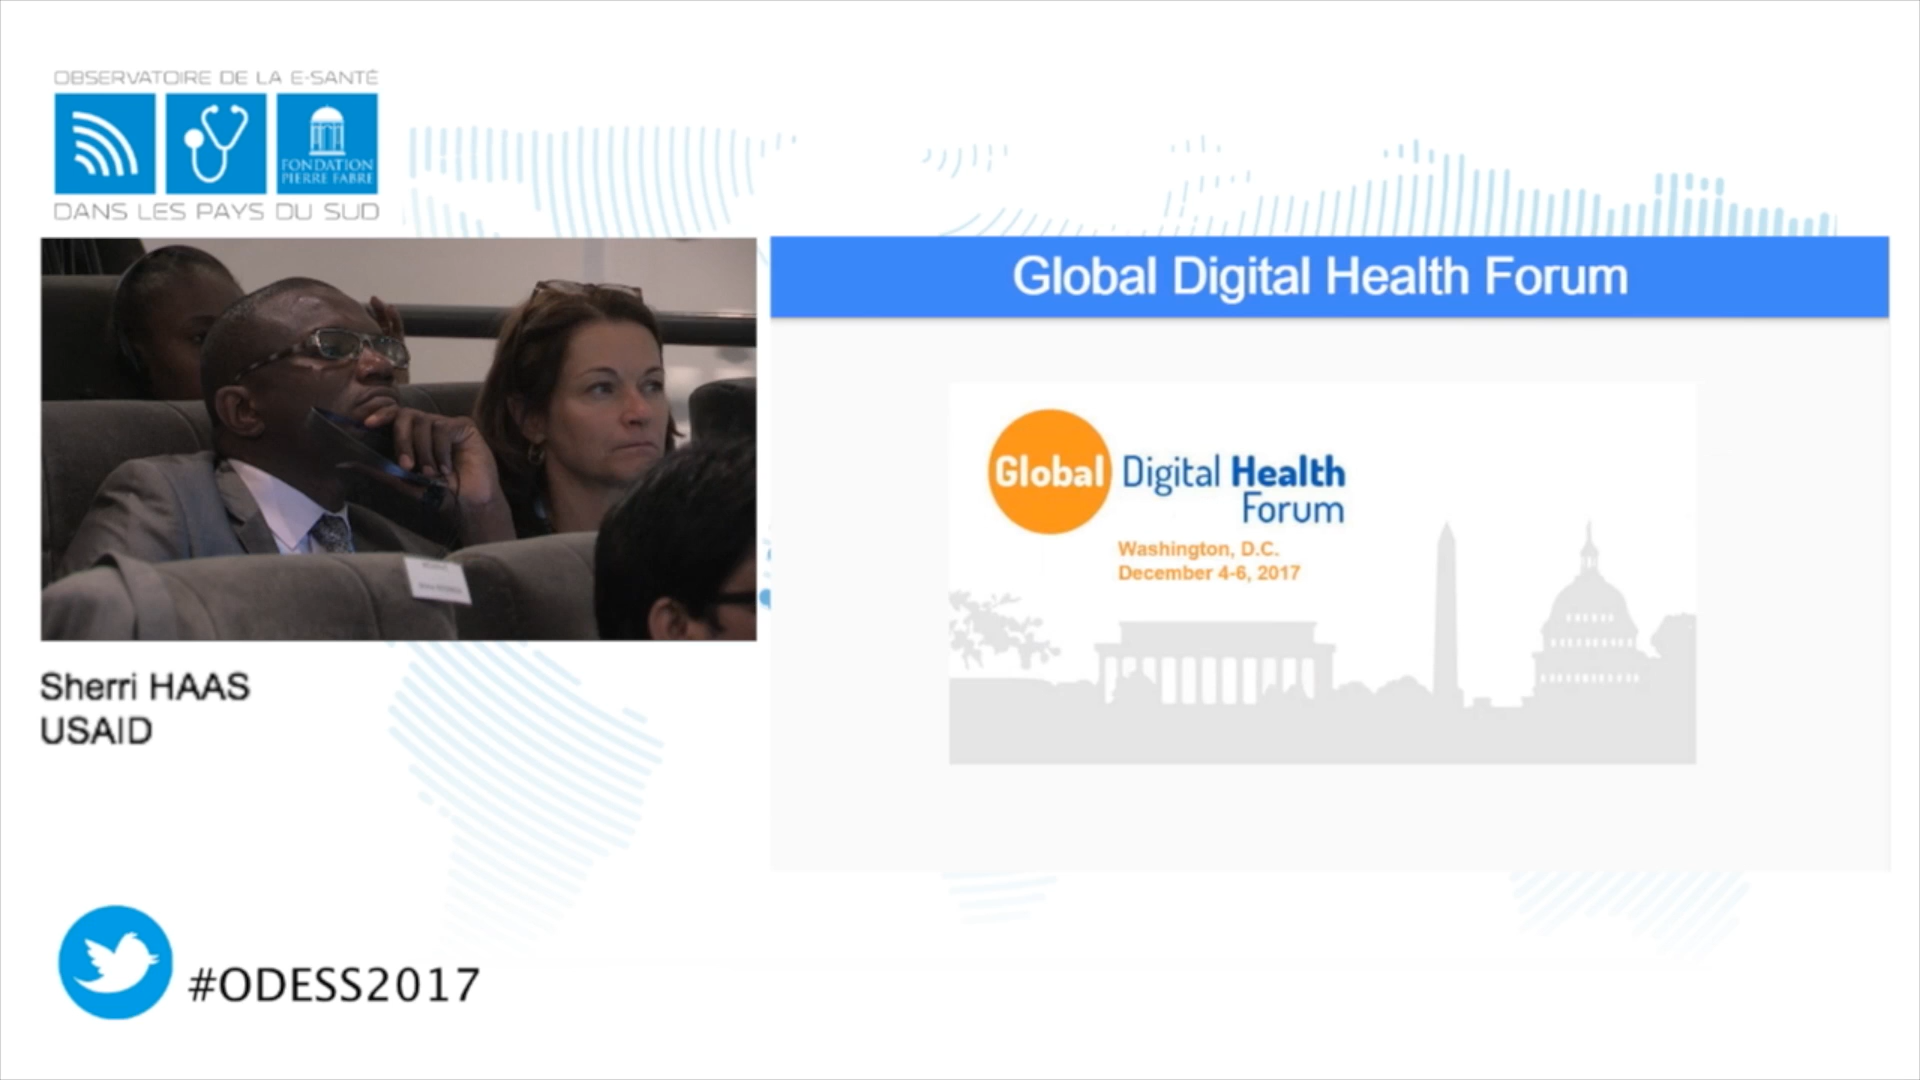 OBSERVATOIRE DE LA E-SANTÉ
FONDATION
PIERRE FABRE
DANS LES PAYS DU SUD
Global Digital Health Forum
Global Digital Health
Forum
Washington, D.C.
December 4-6, 2017
Sherri HAAS
USAID
#ODESS2017